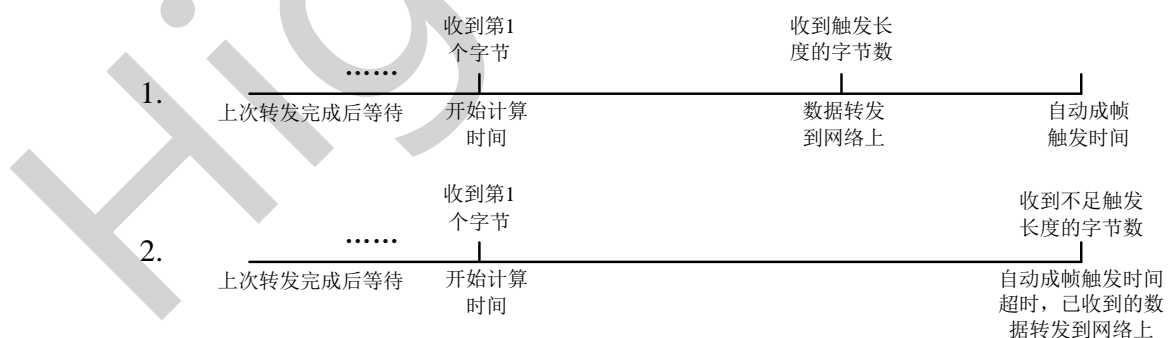 收到第1
个字节
收到触发长
度的字节数
......
1.
上次转发完成后等待
开始计算
时间
数据转发
到网络上
自动成帧
触发时间
收到第1
个字节
收到不足触发
长度的字节数
......
2.
上次转发完成后等待
开始计算
时间
自动成帧触发时间
超时，已收到的数
据转发到网络上
Hig